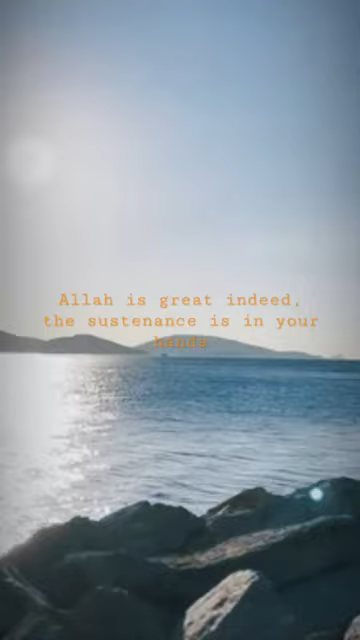 Allah is great indeed,
the sustenance is in your
hands